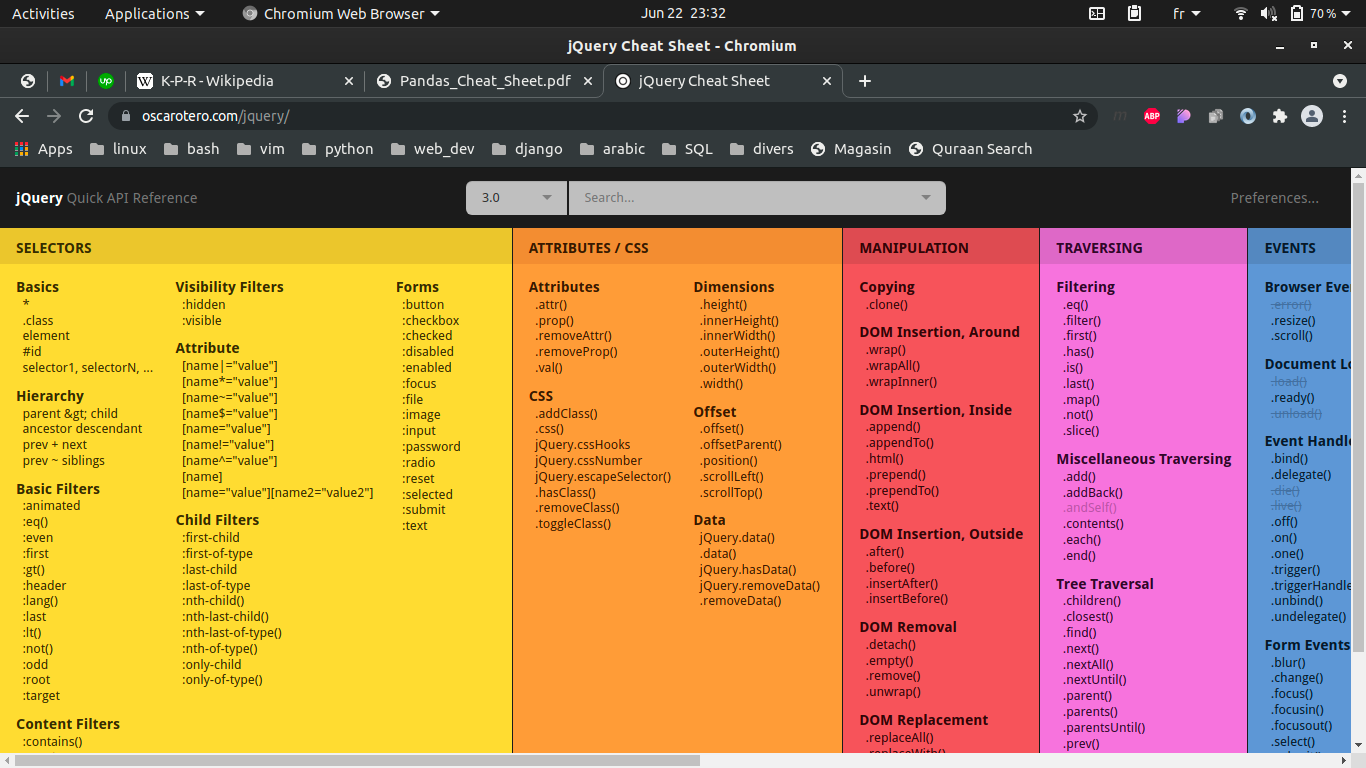 Activities Applications Chromium Web Browser Jun 22 23:32 fr 70 %
jQuery Cheat Sheet - Chromium
K-P-R - Wikipedia Pandas_Cheat_Sheet.pdf jQuery Cheat Sheet
oscarotero.com/jquery/ ABP
Apps linux bash vim python web_dev django arabic SQL divers Magasin Quraan Search
jQuery Quick API Reference 3.0 Search... Preferences...
SELECTORS
Basics
*
.class
element
#id
selector1, selectorN, ...
Hierarchy
parent &gt; child
ancestor descendant
prev + next
prev ~ siblings
Basic Filters
:animated
:eq()
:even
:first
:gt()
:header
:lang()
:last
:lt()
:not()
:odd
:root
:target
Content Filters
:contains()
Visibility Filters
:hidden
:visible
Attribute
[name|="value"]
[name*="value"]
[name~="value"]
[name$="value"]
[name="value"]
[name!="value"]
[name^="value"]
[name]
[name="value"][name2="value2"]
Child Filters
:first-child
:first-of-type
:last-child
:last-of-type
:nth-child()
:nth-last-child()
:nth-last-of-type()
:nth-of-type()
:only-child
:only-of-type()
Forms
:button
:checkbox
:checked
:disabled
:enabled
:focus
:file
:image
:input
:password
:radio
:reset
:selected
:submit
:text
ATTRIBUTES / CSS
Attributes
.attr()
.prop()
.removeAttr()
.removeProp()
.val()
CSS
.addClass()
.css()
jQuery.cssHooks
jQuery.cssNumber
jQuery.escapeSelector()
.hasClass()
.removeClass()
.toggleClass()
Dimensions
.height()
.innerHeight()
.innerWidth()
.outerHeight()
.outerWidth()
.width()
Offset
.offset()
.offsetParent()
.position()
.scrollLeft()
.scrollTop()
Data
jQuery.data()
.data()
jQuery.hasData()
jQuery.removeData()
.removeData()
MANIPULATION
Copying
.clone()
DOM Insertion, Around
.wrap()
.wrapAll()
.wrapInner()
DOM Insertion, Inside
.append()
.appendTo()
.html()
.prepend()
.prependTo()
.text()
DOM Insertion, Outside
.after()
.before()
.insertAfter()
.insertBefore()
DOM Removal
.detach()
.empty()
.remove()
.unwrap()
DOM Replacement
.replaceAll()
.replaceWith()
TRAVERSING
Filtering
.eq()
.filter()
.first()
.has()
.is()
.last()
.map()
.not()
.slice()
Miscellaneous Traversing
.add()
.addBack()
.andSelf()
.contents()
.each()
.end()
Tree Traversal
.children()
.closest()
.find()
.next()
.nextAll()
.nextUntil()
.parent()
.parents()
.parentsUntil()
.prev()
EVENTS
Browser Eve
.error()
.resize()
.scroll()
Document Lo
.load()
.ready()
.unload()
Event Handle
.bind()
.delegate()
.die()
.live()
.off()
.on()
.one()
.trigger()
.triggerHandle
.unbind()
.undelegate()
Form Events
.blur()
.change()
.focus()
.focusin()
.focusout()
.select()